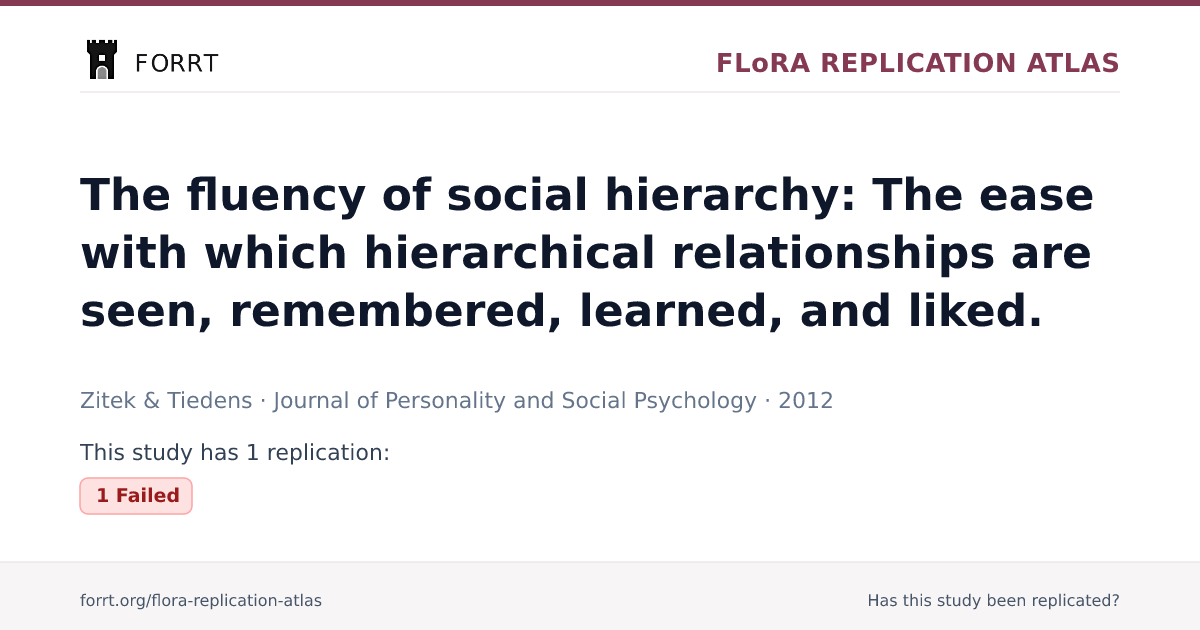 FORRT
FLoRA REPLICATION ATLAS
The fluency of social hierarchy: The ease
with which hierarchical relationships are
seen, remembered, learned, and liked.
Zitek & Tiedens · Journal of Personality and Social Psychology · 2012
This study has 1 replication:
1 Failed
forrt.org/flora-replication-atlas
Has this study been replicated?